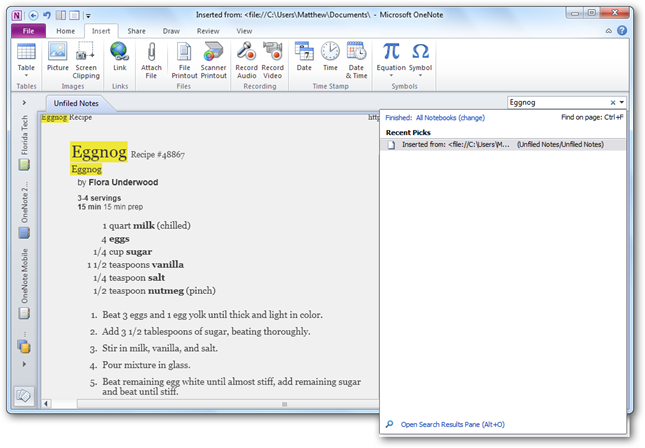 Inserted from: <file://C:\Users\Matthew\Documents\ - Microsoft OneNote
File Home Insert Share Draw Review View
Table Picture Screen Clipping Link Attach File File Printout Scanner Printout Record Audio Record Video Date Time Date & Time Equation Symbol
Tables Images Links Files Recording Time Stamp Symbols
Unfiled Notes
Eggnog
Eggnog Recipe
Finished: All Notebooks (change) Find on page: Ctrl+F
Recent Picks
Inserted from: <file://C:\Users\M... (Unfiled Notes/Unfiled Notes)
Florida Tech
OneNote 2...
OneNote Mobile
Eggnog Recipe #48867
Eggnog
by Flora Underwood
3-4 servings
15 min 15 min prep
1 quart milk (chilled)
4 eggs
1/4 cup sugar
1 1/2 teaspoons vanilla
1/4 teaspoon salt
1/2 teaspoon nutmeg (pinch)
1. Beat 3 eggs and 1 egg yolk until thick and light in color.
2. Add 3 1/2 tablespoons of sugar, beating thoroughly.
3. Stir in milk, vanilla, and salt.
4. Pour mixture in glass.
5. Beat remaining egg white until almost stiff, add remaining sugar
and beat until stiff.
Open Search Results Pane (Alt+O)